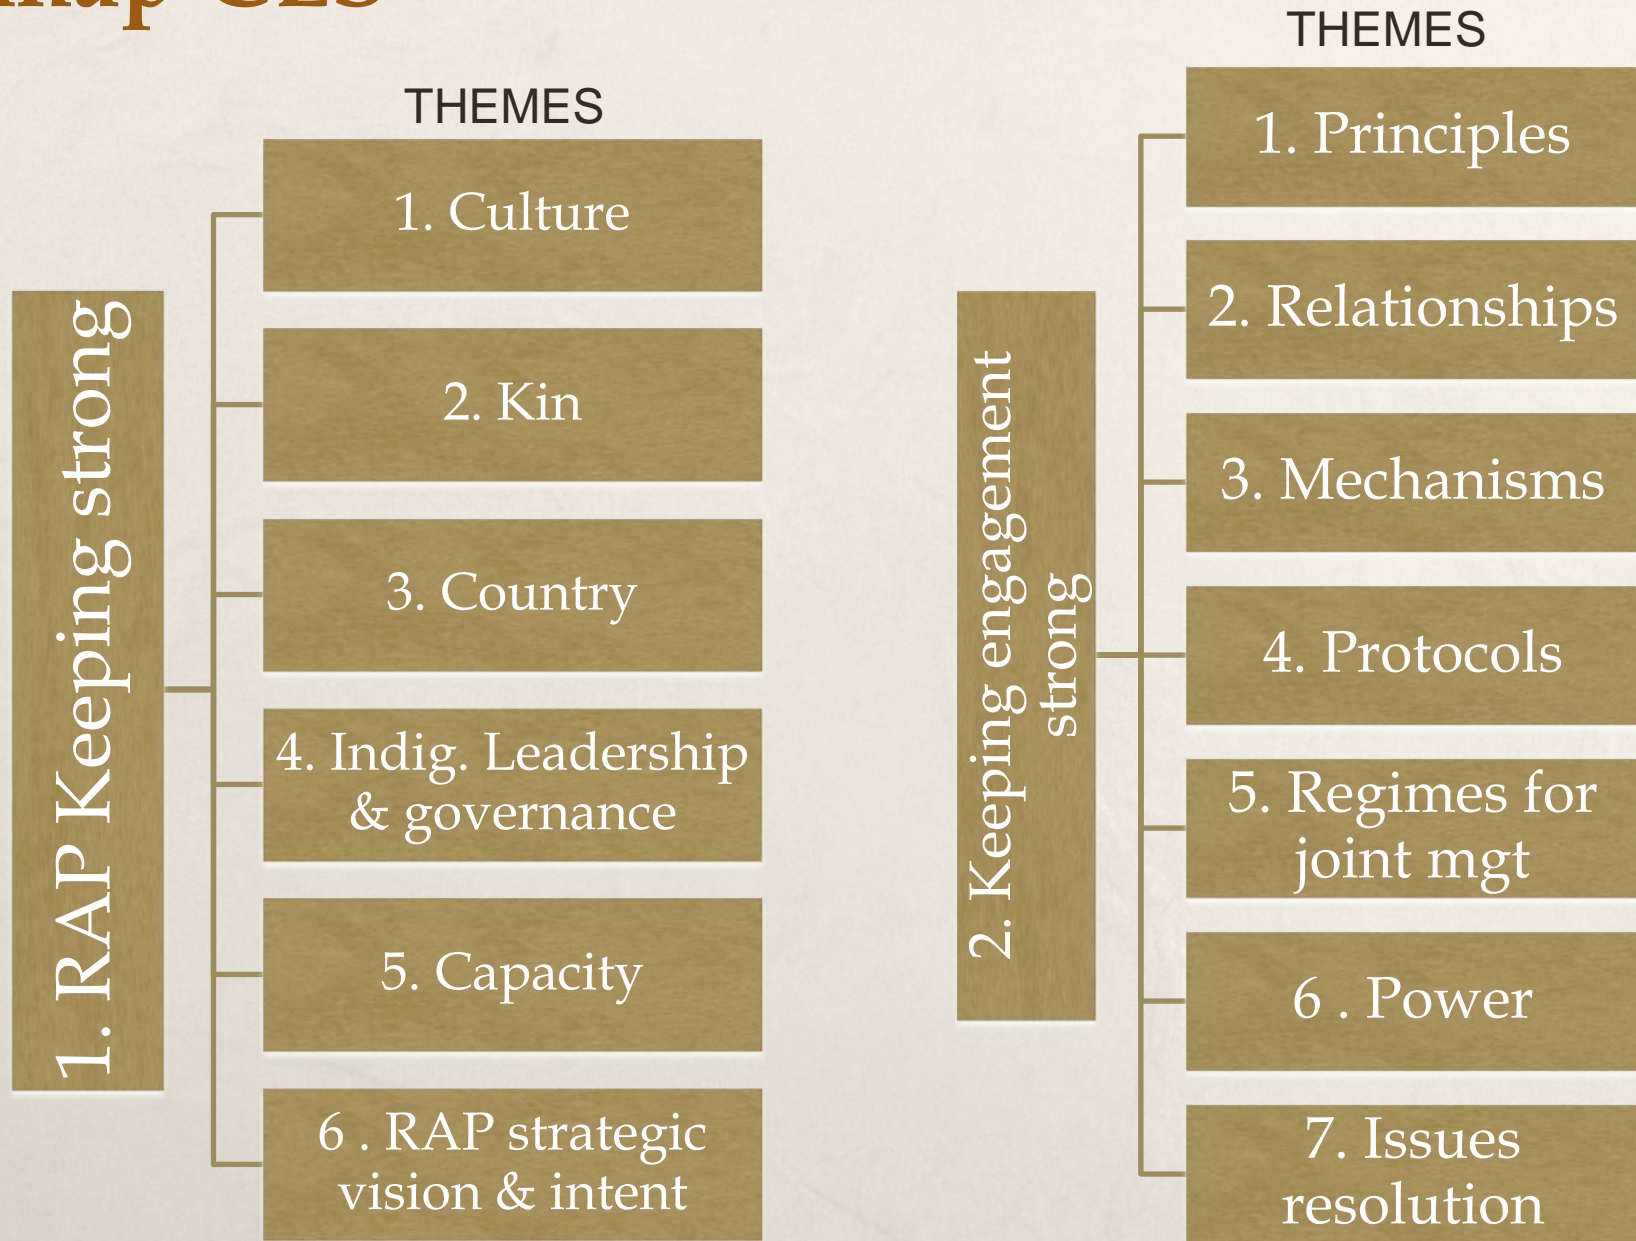 THEMES
1. RAP Keeping strong
1. Culture
2. Kin
3. Country
4. Indig. Leadership
& governance
5. Capacity
6 . RAP strategic
vision & intent
THEMES
2. Keeping engagement
strong
1. Principles
2. Relationships
3. Mechanisms
4. Protocols
5. Regimes for
joint mgt
6 . Power
7. Issues
resolution